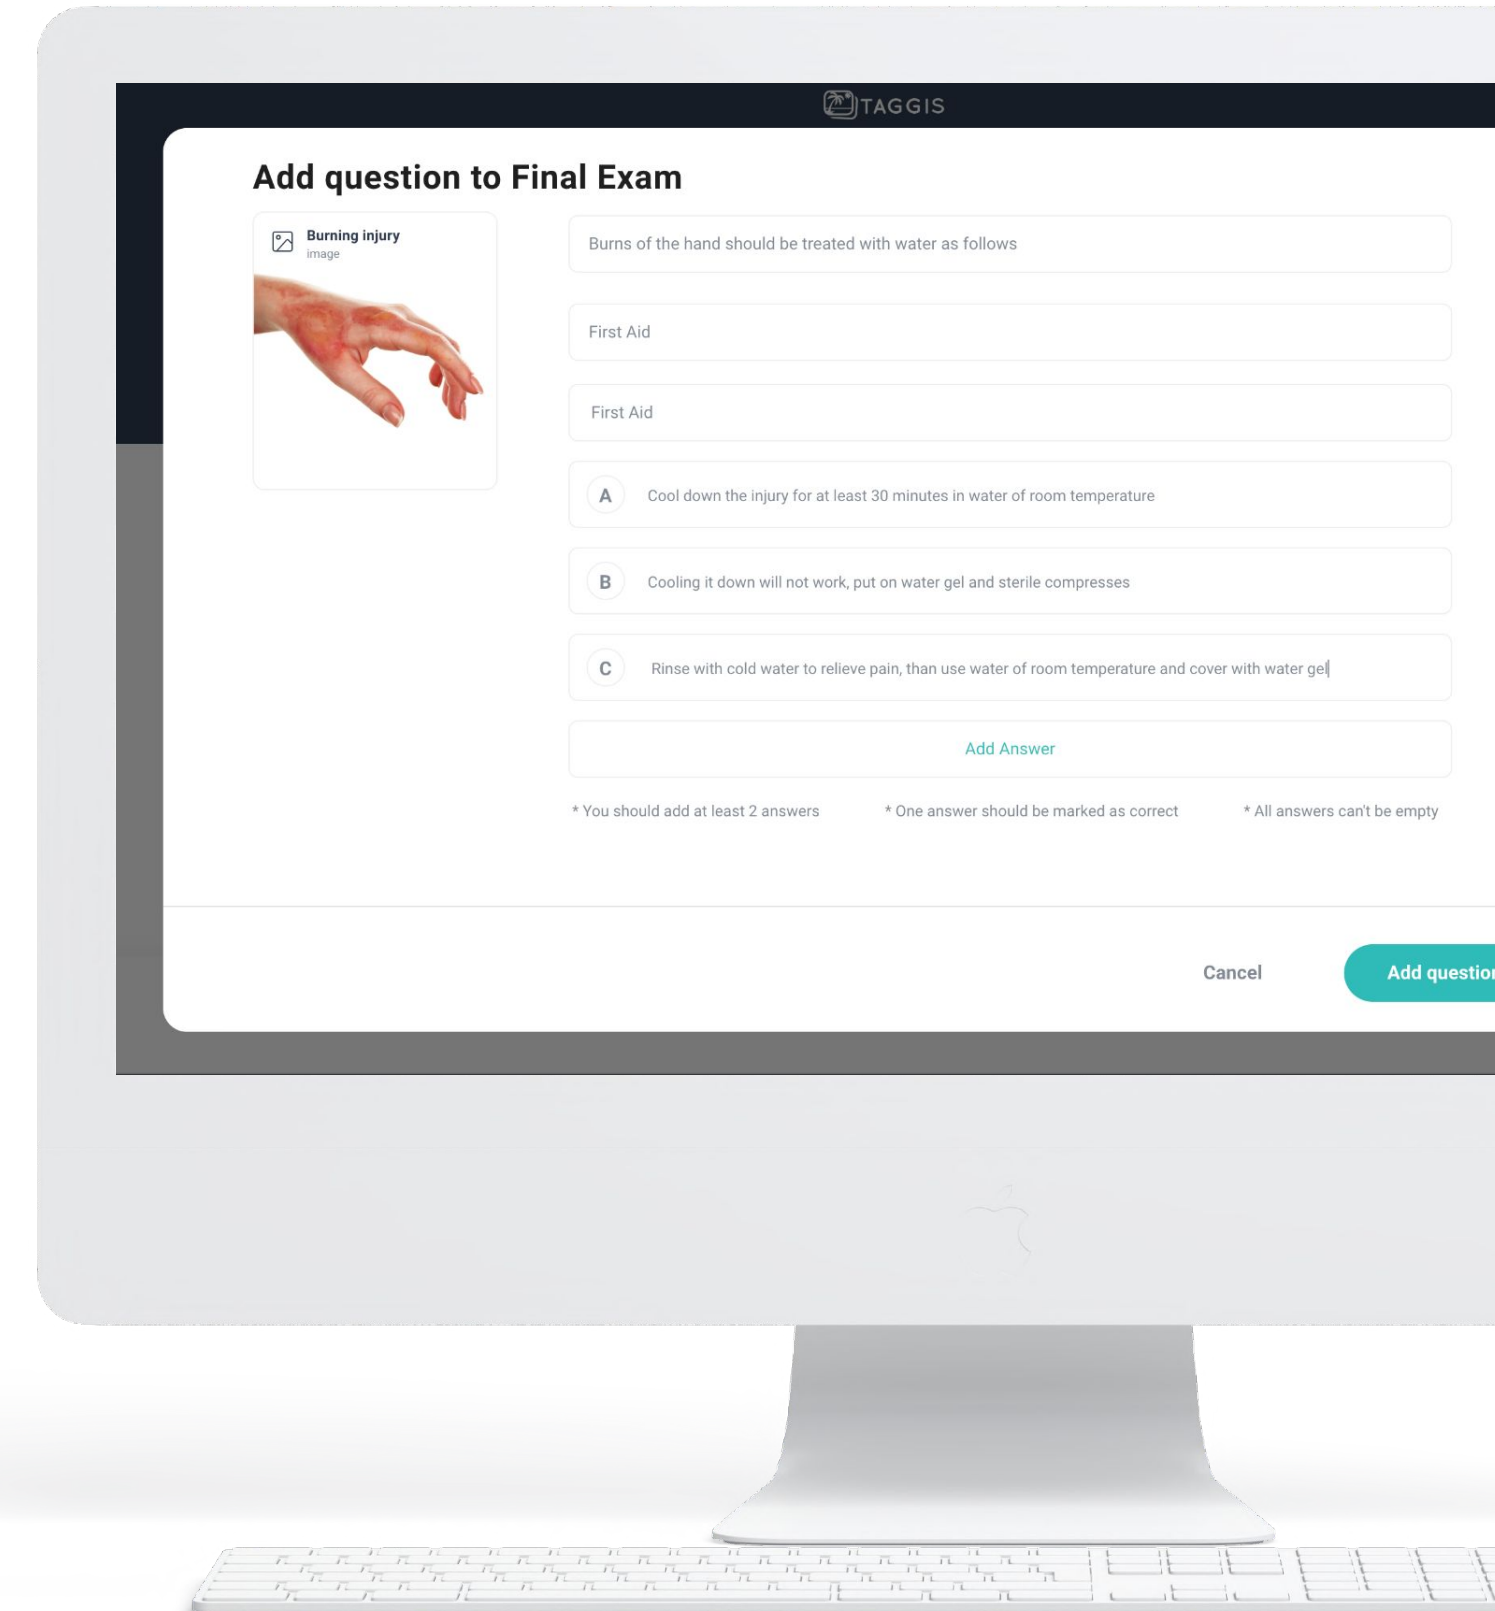 TAGGIS
Add question to Final Exam
Burning injury
image
Burns of the hand should be treated with water as follows
First Aid
First Aid
A Cool down the injury for at least 30 minutes in water of room temperature
B Cooling it down will not work, put on water gel and sterile compresses
C Rinse with cold water to relieve pain, than use water of room temperature and cover with water gel
Add Answer
* You should add at least 2 answers * One answer should be marked as correct * All answers can't be empty
Cancel Add question